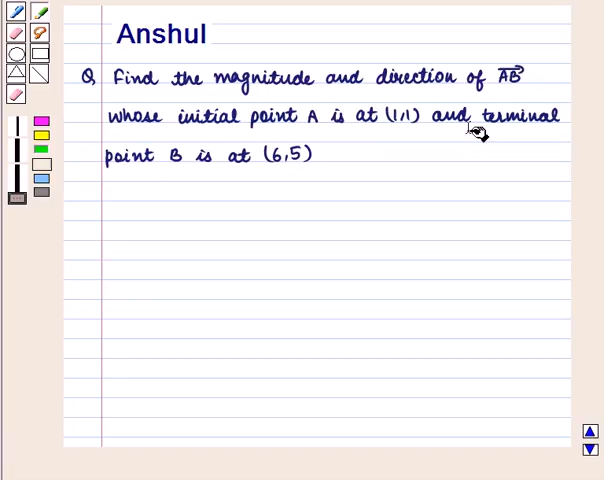 Anshul
Q Find the magnitude and direction of AB
whose initial point A is at (1,1) and terminal
point B is at (6,5)